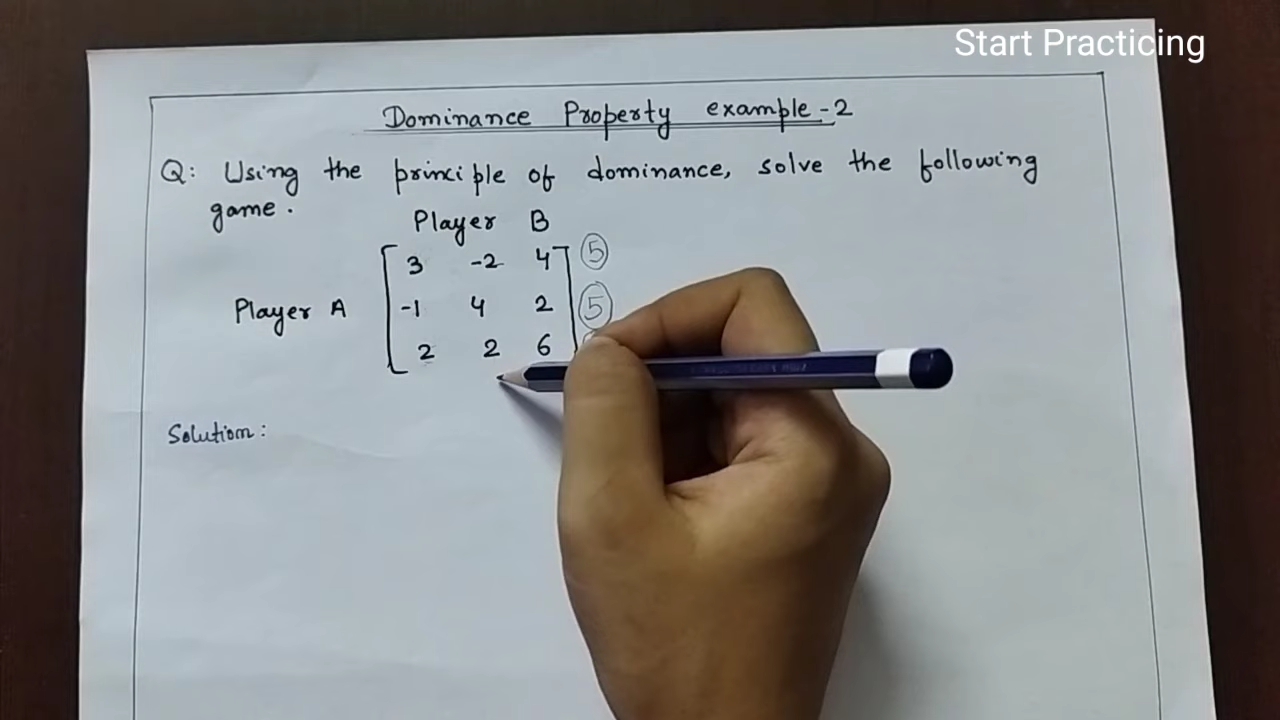 Start Practicing
Dominance Property example-2
Q: Using the principle of dominance, solve the following
game.
Player B
3 -2 4 5
Player A -1 4 2 5
2 2 6
Solution: